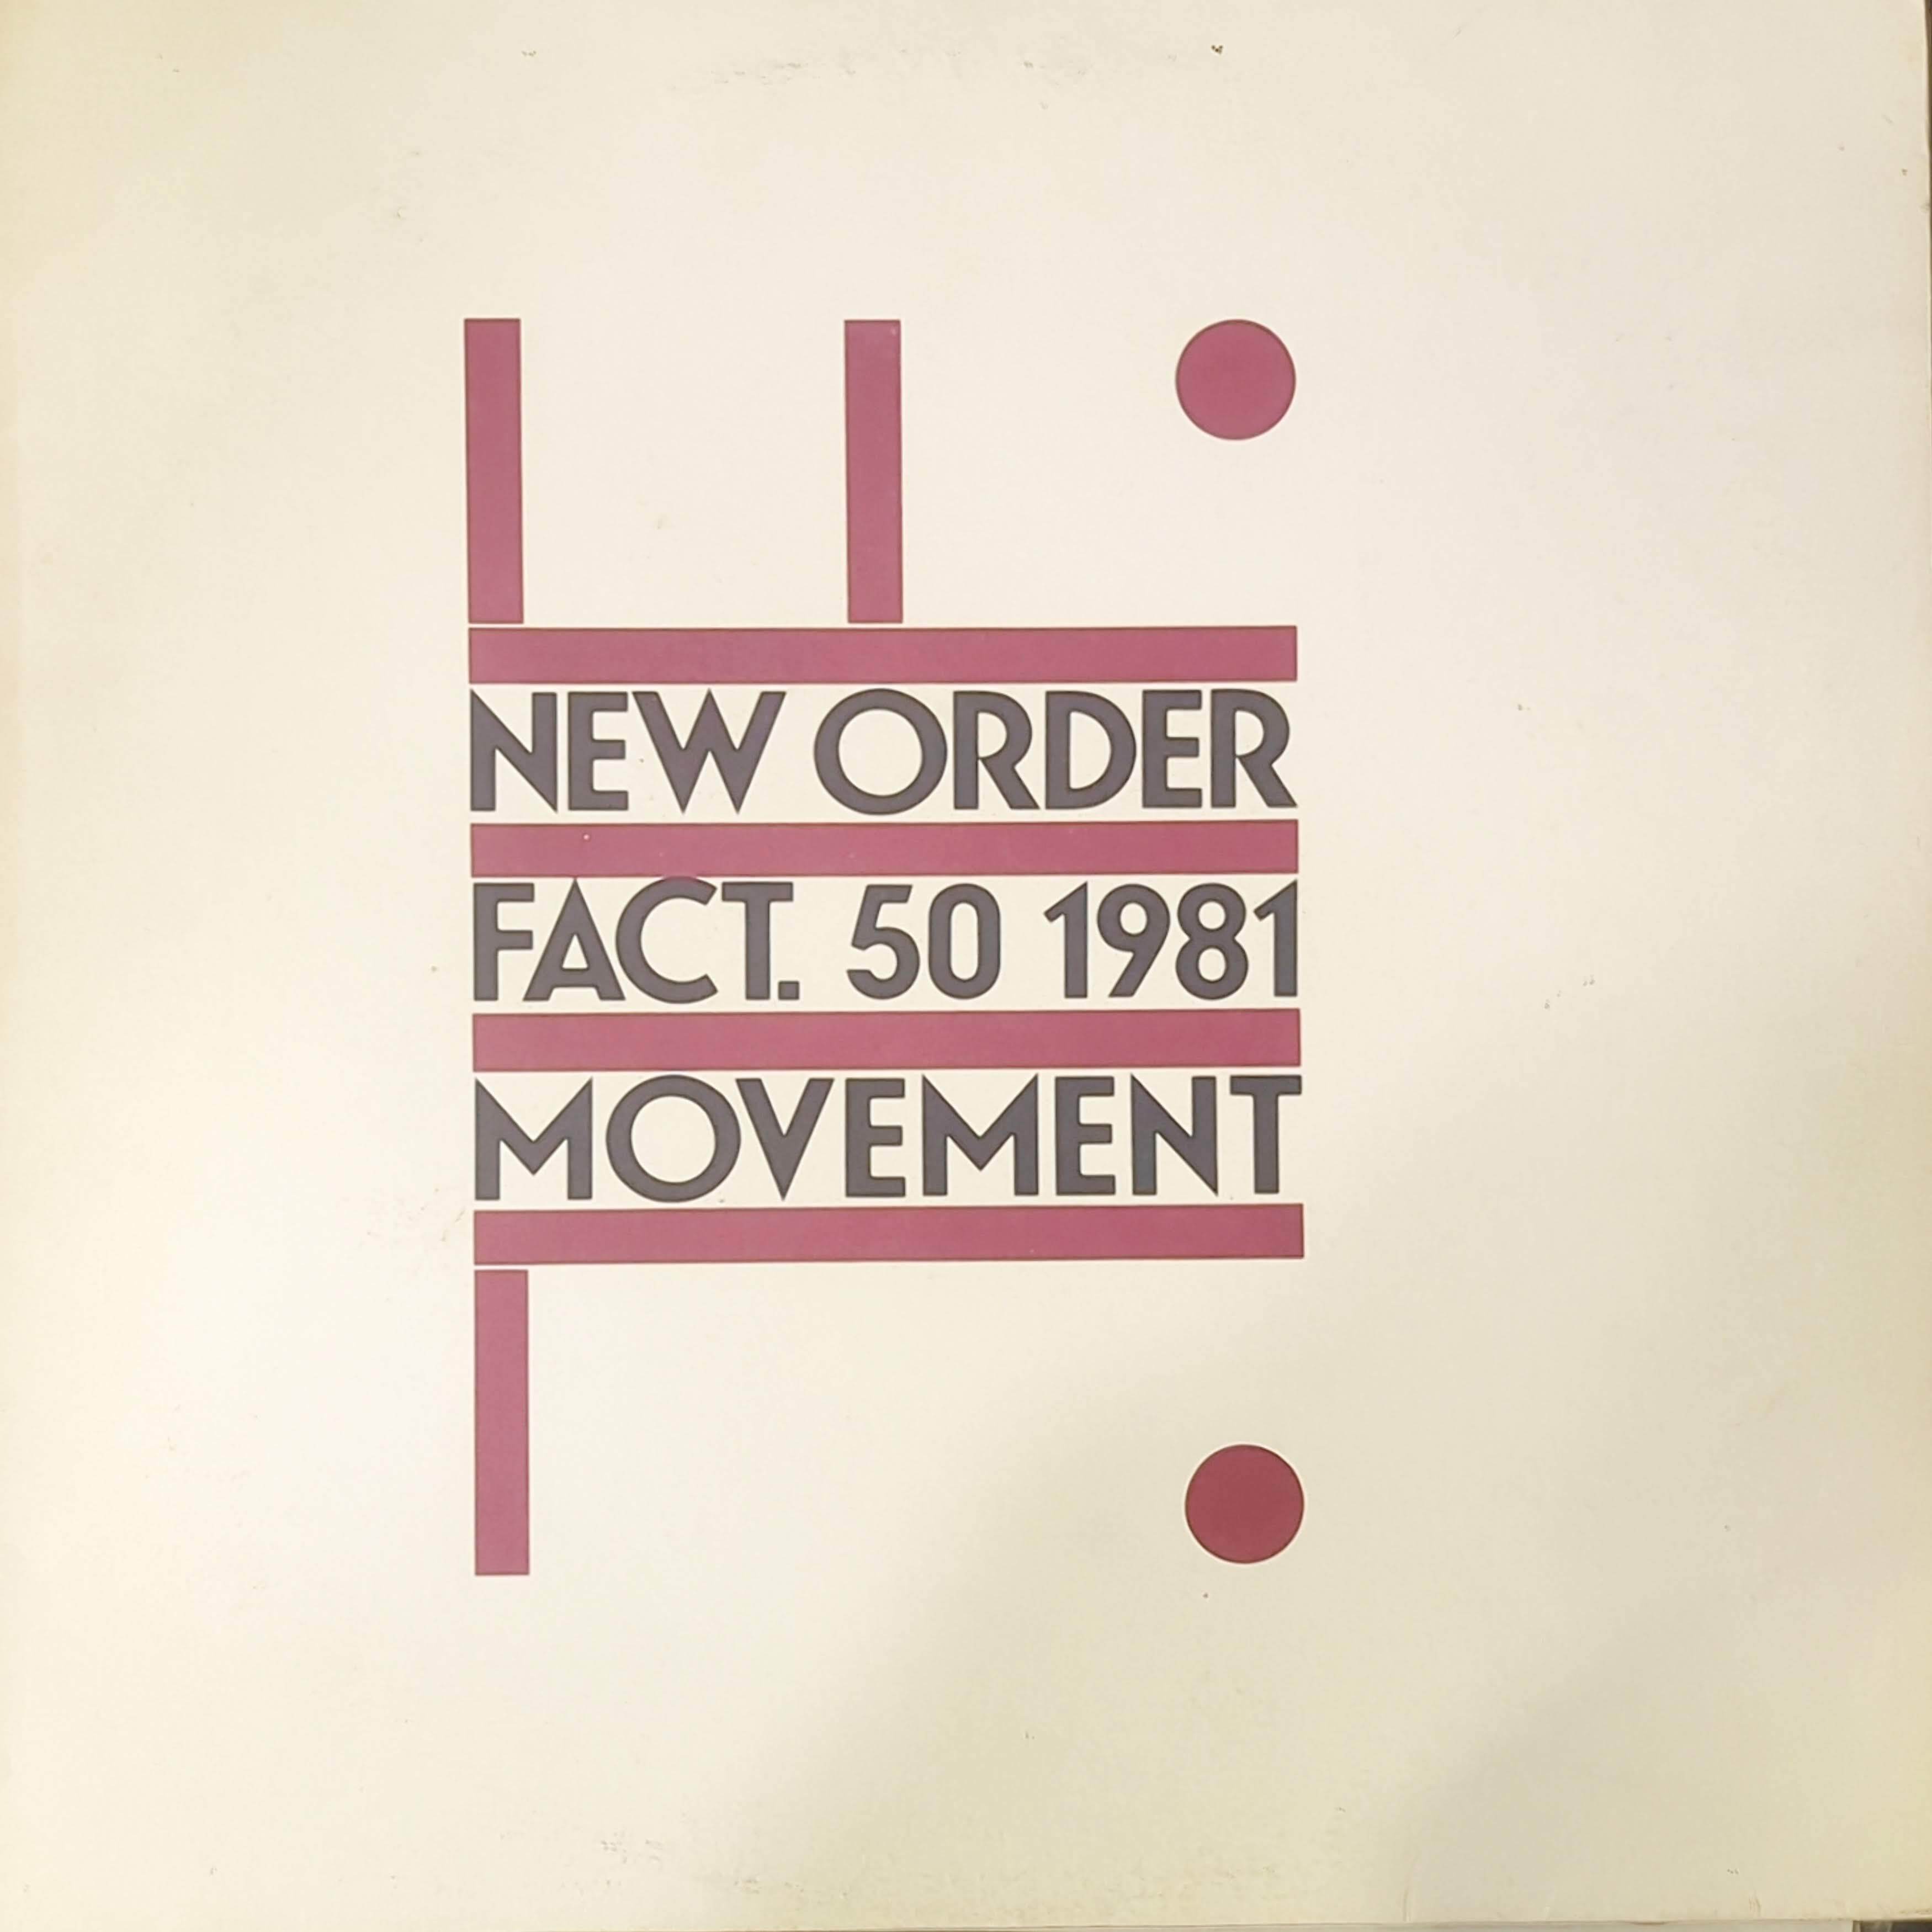 NEW ORDER
FACT. 50 1981
MOVEMENT